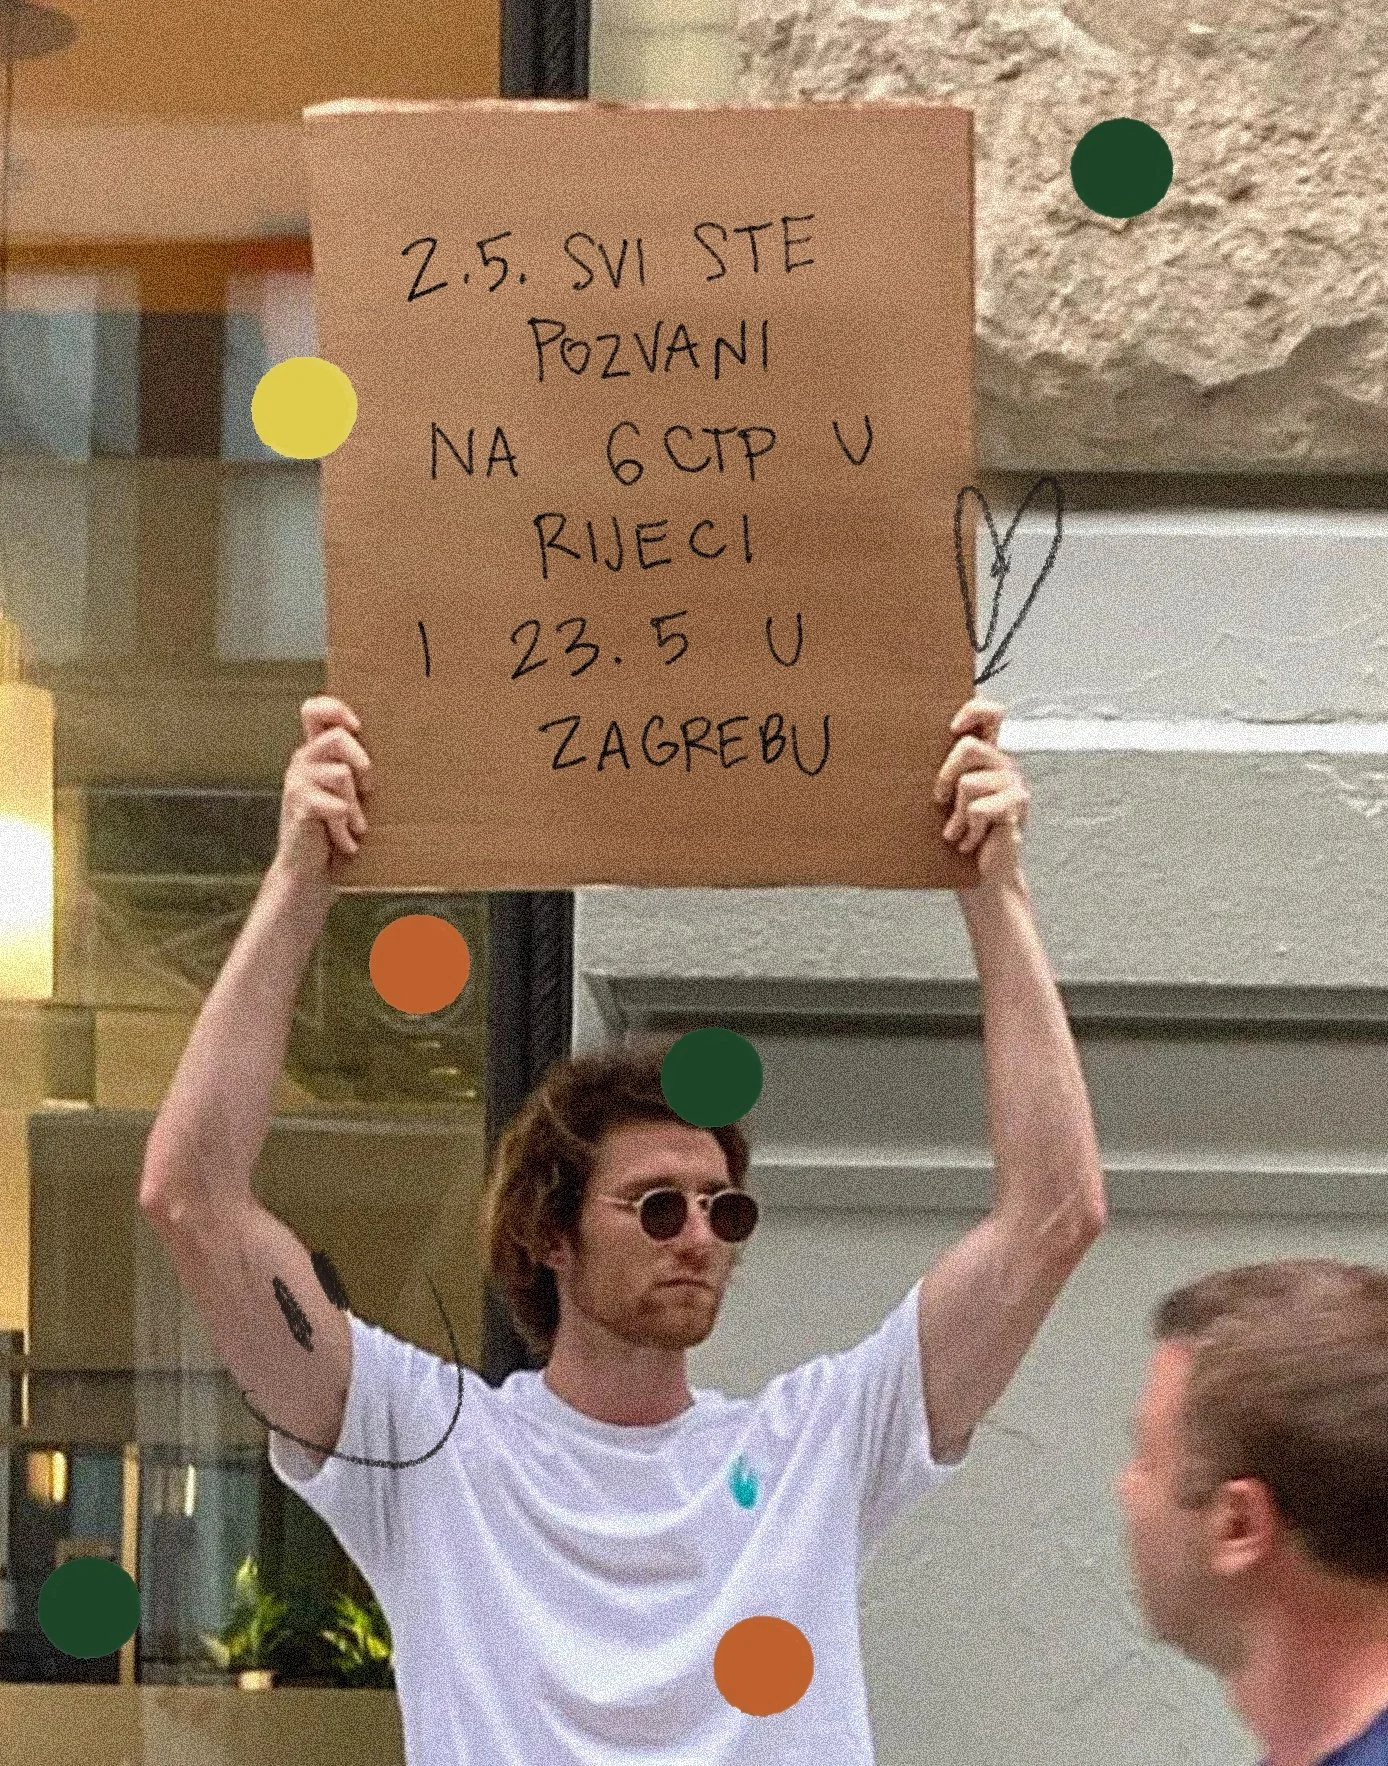 2.5. SVI STE
POZVANI
NA 6CTP U
RIJECI
I 23.5 U
ZAGREBU